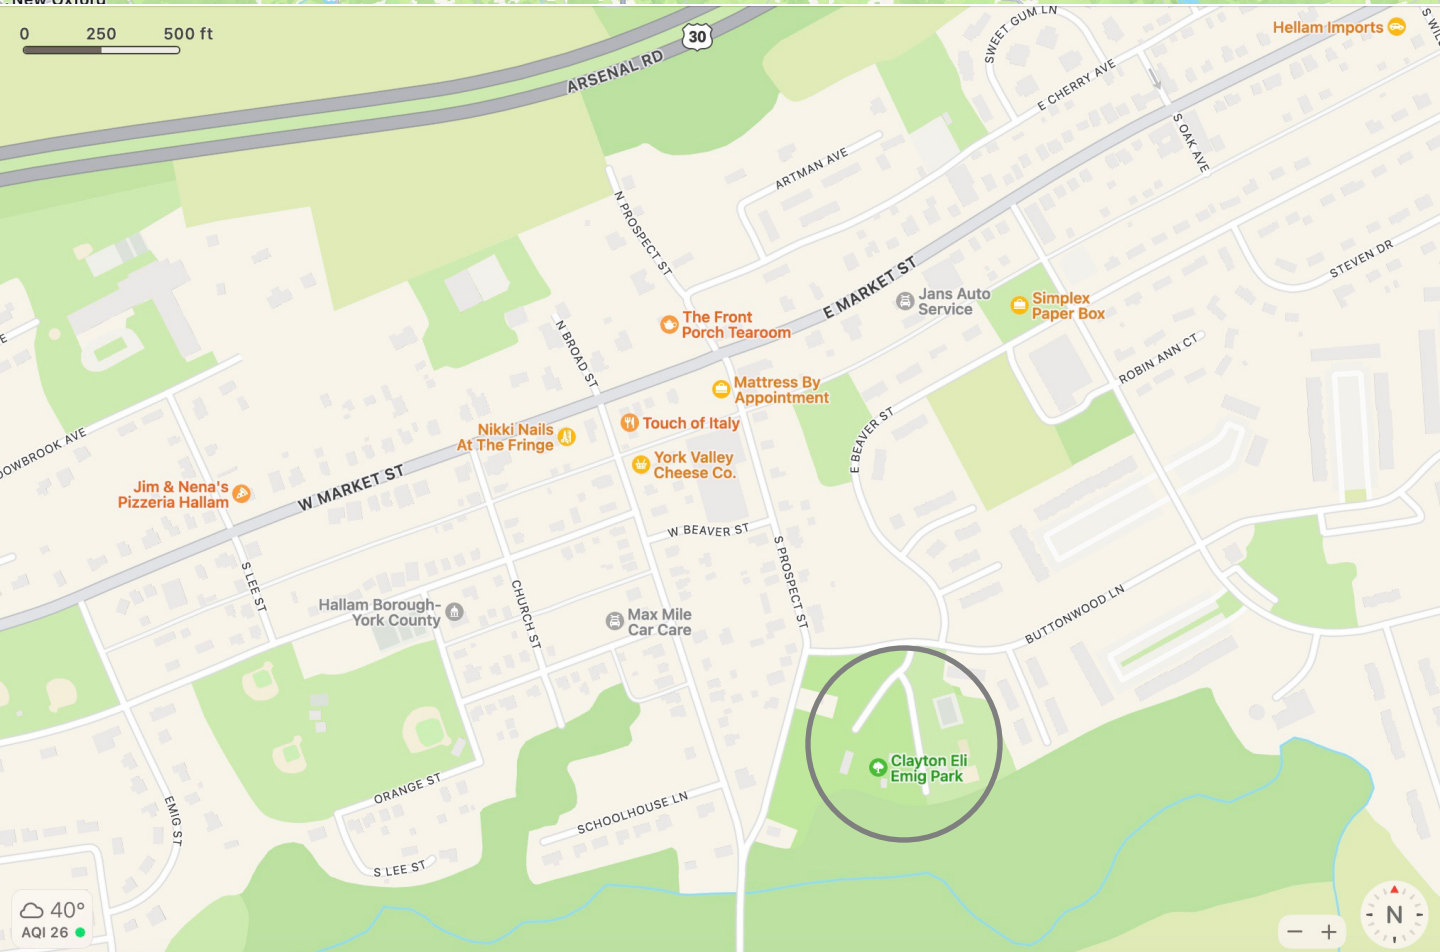 New Oxford
0 250 500 ft
30
ARSENAL RD
SWEET GUM LN
Hellam Imports
E CHERRY AVE
S OAK AVE
ARTMAN AVE
N PROSPECT ST
STEVEN DR
E MARKET ST
Jans Auto
Service
Simplex
Paper Box
The Front
Porch Tearoom
N BROAD ST
ROBIN ANN CT
Mattress By
Appointment
Touch of Italy
Nikki Nails
At The Fringe
E BEAVER ST
York Valley
Cheese Co.
W MARKET ST
Jim & Nena's
Pizzeria Hallam
W BEAVER ST
S PROSPECT ST
S LEE ST
CHURCH ST
Hallam Borough-
York County
Max Mile
Car Care
BUTTONWOOD LN
Clayton Eli
Emig Park
ORANGE ST
EMIG ST
SCHOOLHOUSE LN
S LEE ST
40°
AQI 26
N